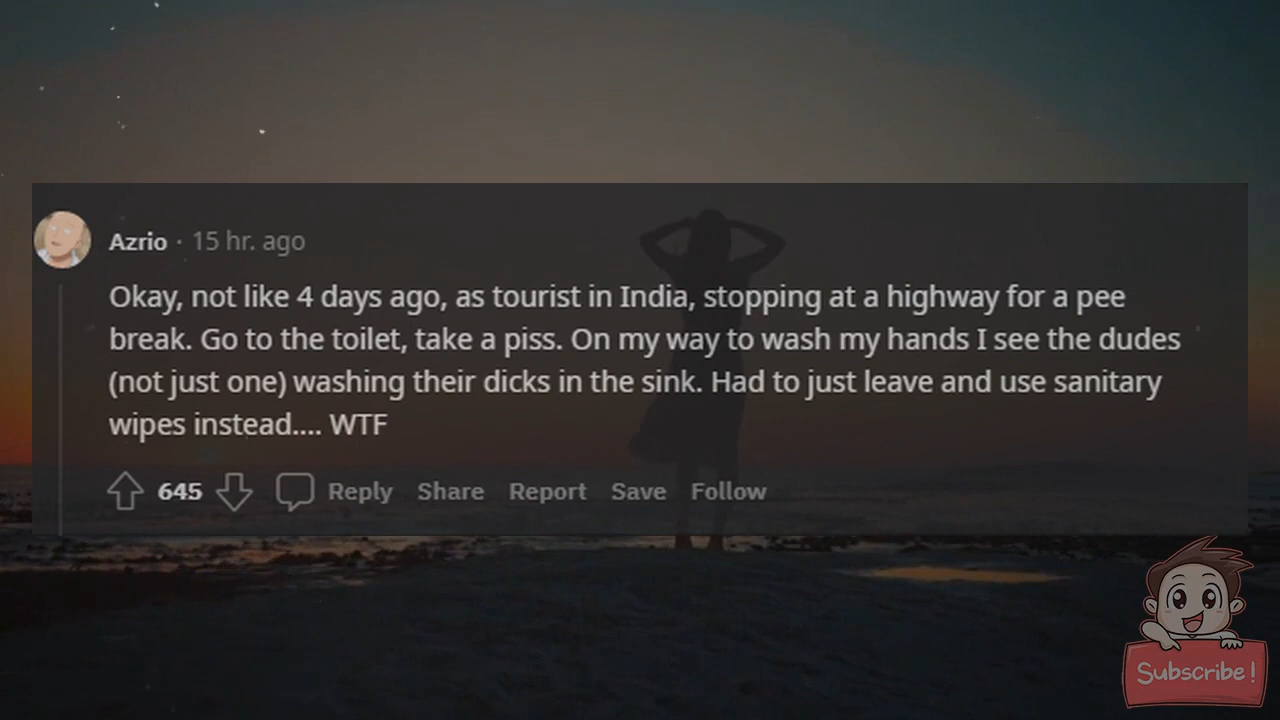 Azrio · 15 hr. ago
Okay, not like 4 days ago, as tourist in India, stopping at a highway for a pee
break. Go to the toilet, take a piss. On my way to wash my hands I see the dudes
(not just one) washing their dicks in the sink. Had to just leave and use sanitary
wipes instead.... WTF
645 Reply Share Report Save Follow
Subscribe!